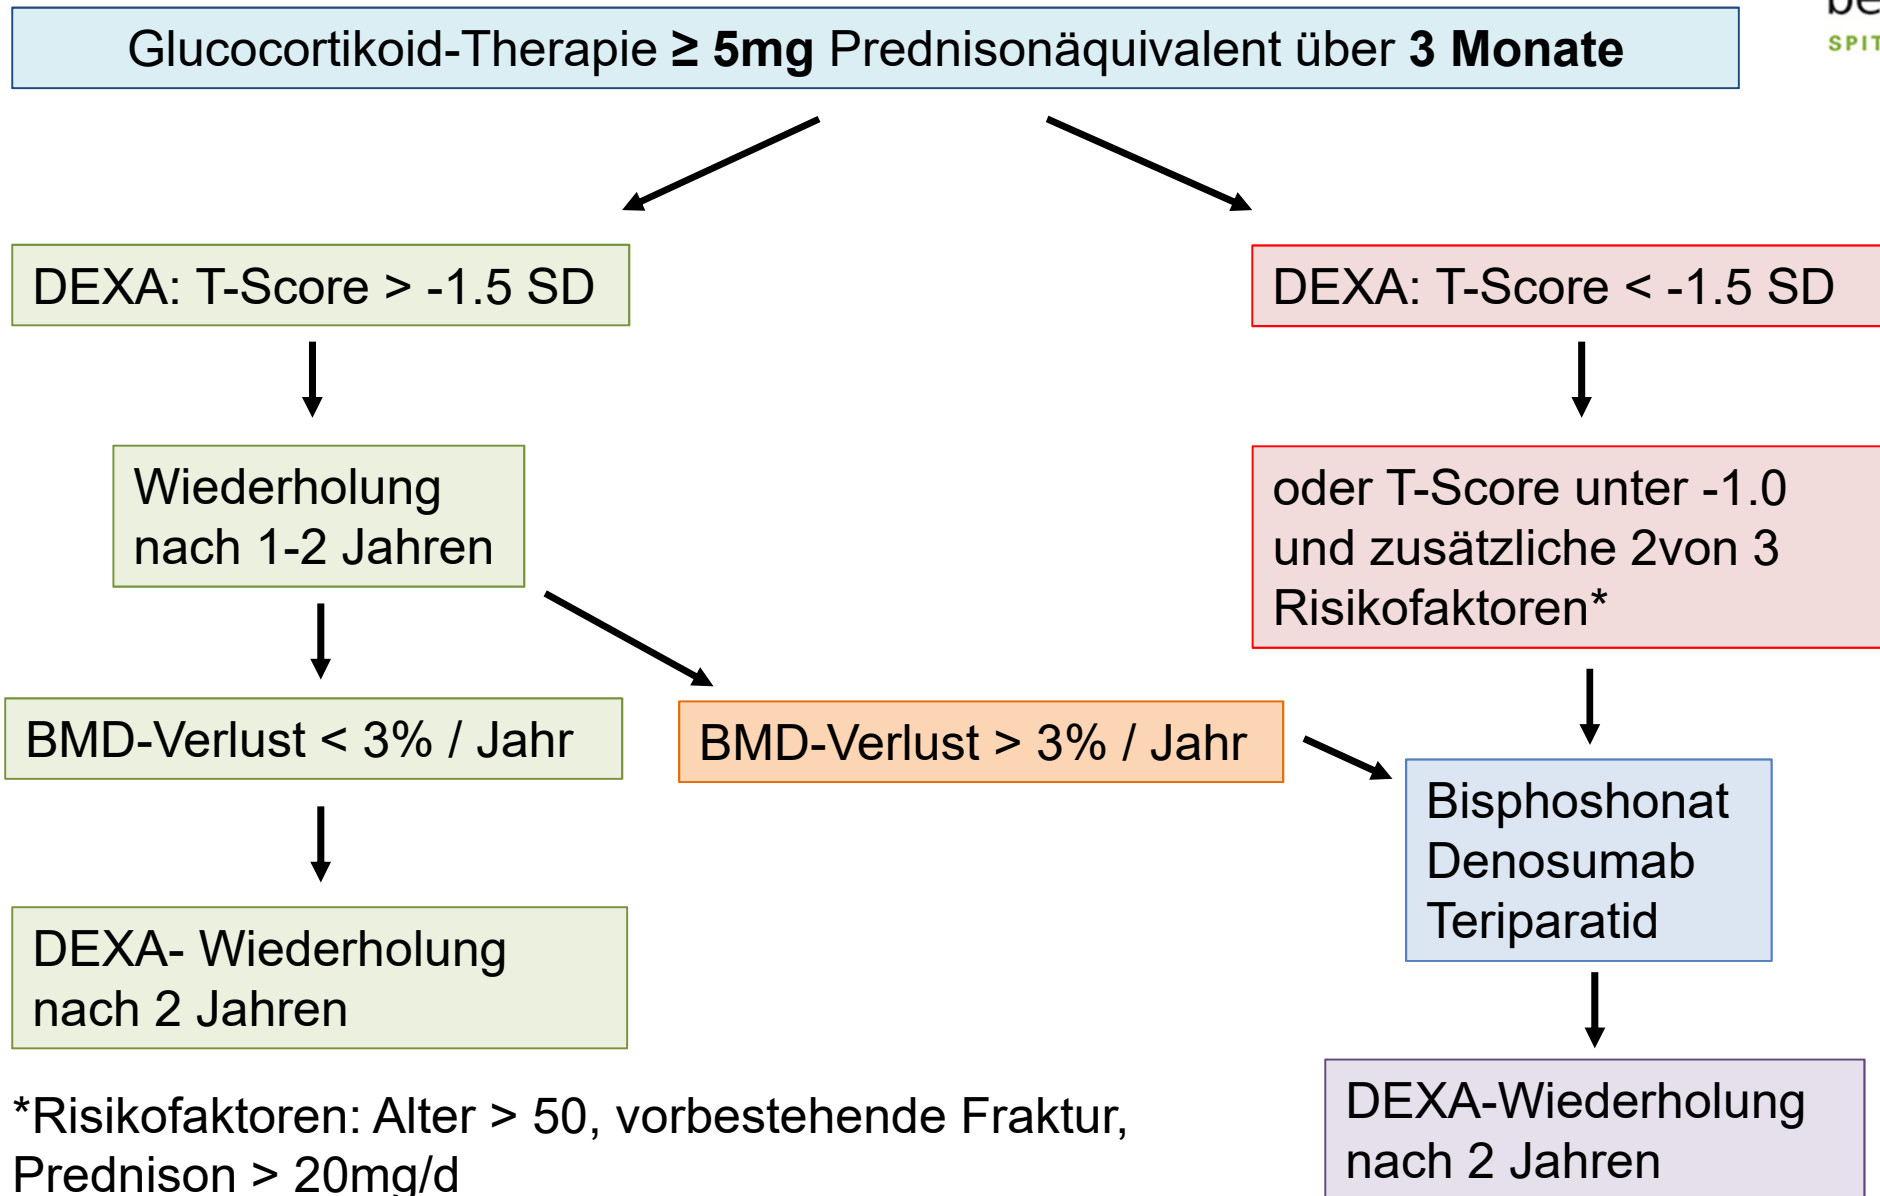 Glucocortikoid-Therapie ≥ 5mg Prednisonäquivalent über 3 Monate
DEXA: T-Score > -1.5 SD
DEXA: T-Score < -1.5 SD
Wiederholung
nach 1-2 Jahren
oder T-Score unter -1.0
und zusätzliche 2von 3
Risikofaktoren*
BMD-Verlust < 3% / Jahr
BMD-Verlust > 3% / Jahr
Bisphoshonat
Denosumab
Teriparatid
DEXA- Wiederholung
nach 2 Jahren
DEXA-Wiederholung
nach 2 Jahren
*Risikofaktoren: Alter > 50, vorbestehende Fraktur,
Prednison > 20mg/d